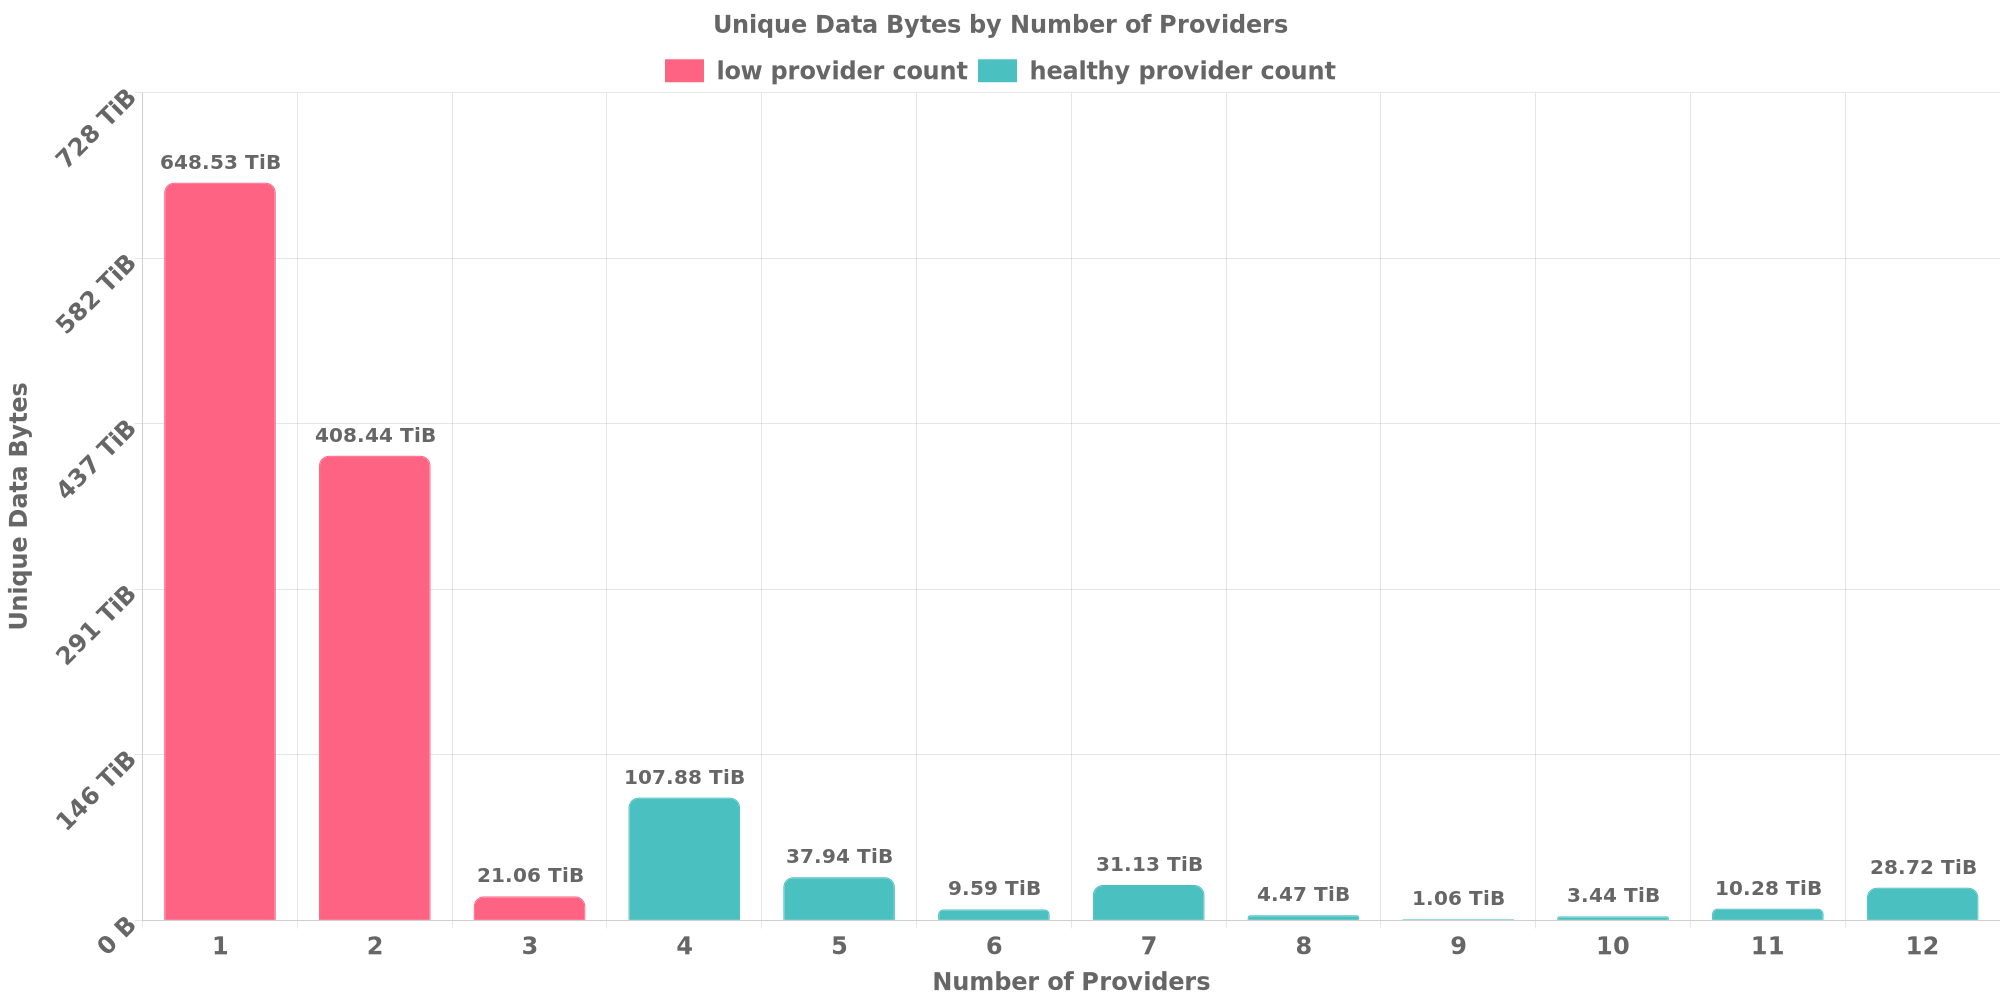 Unique Data Bytes by Number of Providers
low provider count healthy provider count
728 TiB
582 TiB
437 TiB
291 TiB
146 TiB
0 B
Unique Data Bytes
648.53 TiB
408.44 TiB
21.06 TiB
107.88 TiB
37.94 TiB
9.59 TiB
31.13 TiB
4.47 TiB
1.06 TiB
3.44 TiB
10.28 TiB
28.72 TiB
1 2 3 4 5 6 7 8 9 10 11 12
Number of Providers